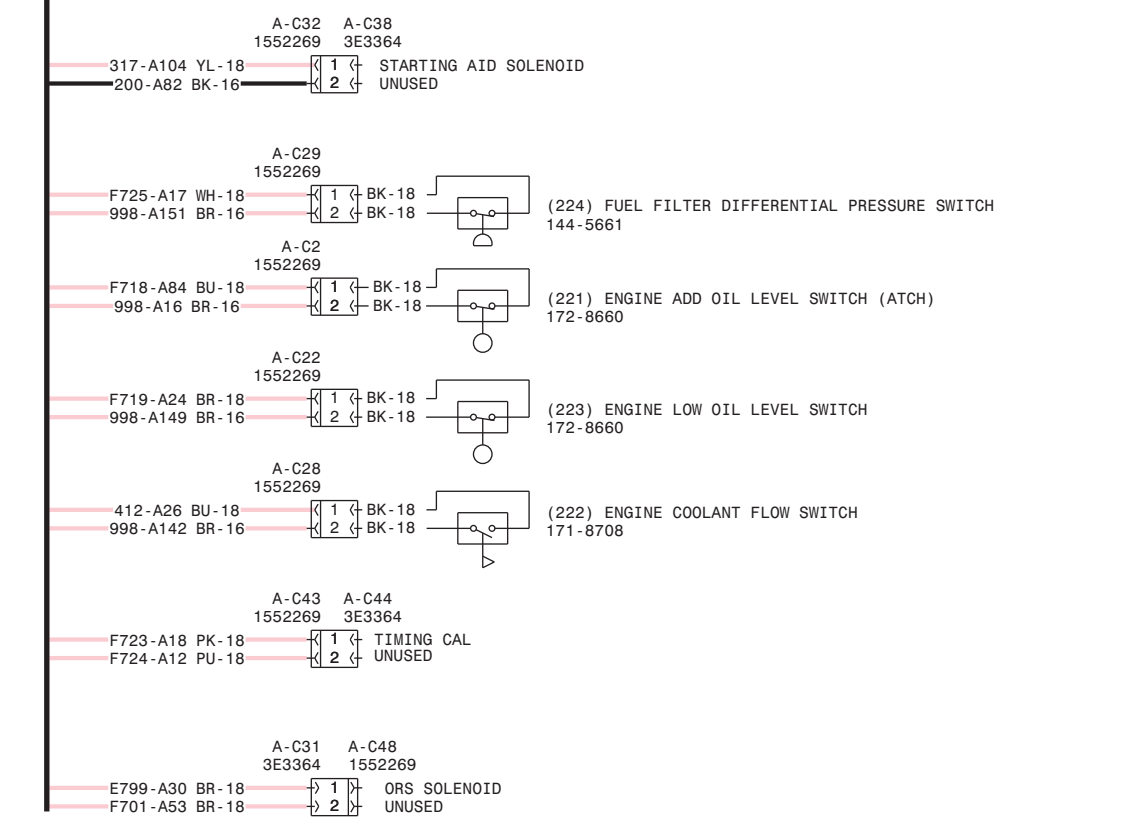 A-C32 A-C38
1552269 3E3364
317-A104 YL-18 1 STARTING AID SOLENOID
200-A82 BK-16 2 UNUSED
A-C29
1552269
F725-A17 WH-18 1 BK-18
998-A151 BR-16 2 BK-18
(224) FUEL FILTER DIFFERENTIAL PRESSURE SWITCH
144-5661
A-C2
1552269
F718-A84 BU-18 1 BK-18
998-A16 BR-16 2 BK-18
(221) ENGINE ADD OIL LEVEL SWITCH (ATCH)
172-8660
A-C22
1552269
F719-A24 BR-18 1 BK-18
998-A149 BR-16 2 BK-18
(223) ENGINE LOW OIL LEVEL SWITCH
172-8660
A-C28
1552269
412-A26 BU-18 1 BK-18
998-A142 BR-16 2 BK-18
(222) ENGINE COOLANT FLOW SWITCH
171-8708
A-C43 A-C44
1552269 3E3364
F723-A18 PK-18 1 TIMING CAL
F724-A12 PU-18 2 UNUSED
A-C31 A-C48
3E3364 1552269
E799-A30 BR-18 1 ORS SOLENOID
F701-A53 BR-18 2 UNUSED